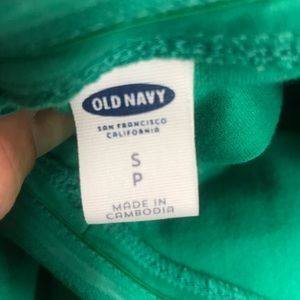 OLD NAVY
SAN FRANCISCO
CALIFORNIA
S
P
MADE IN
CAMBODIA